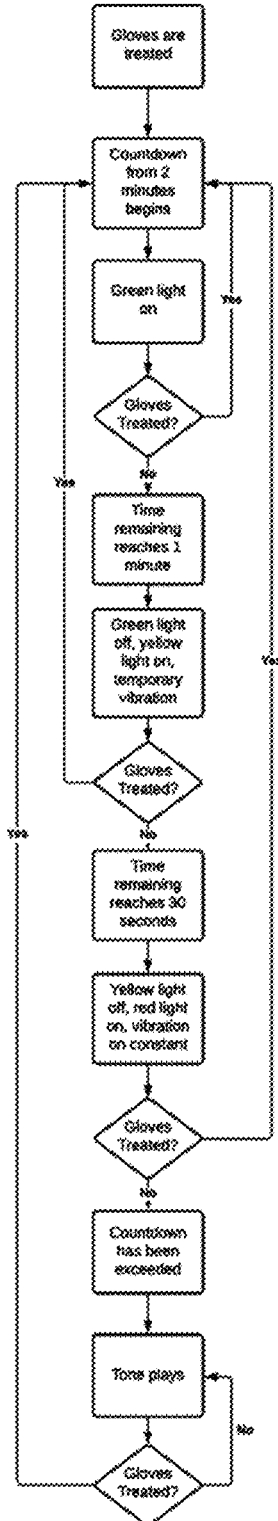 Gloves are
treated
Countdown
from 2
minutes
begins
Green light
on
Yes
Gloves
Treated?
No
Yes
Time
remaining
reaches 1
minute
Green light
off, yellow
light on,
temporary
vibration
Yes
Gloves
Treated?
No
Yes
Time
remaining
reaches 30
seconds
Yellow light
off, red light
on, vibration
on constant
Gloves
Treated?
No
Countdown
has been
exceeded
Tone plays
No
Gloves
Treated?